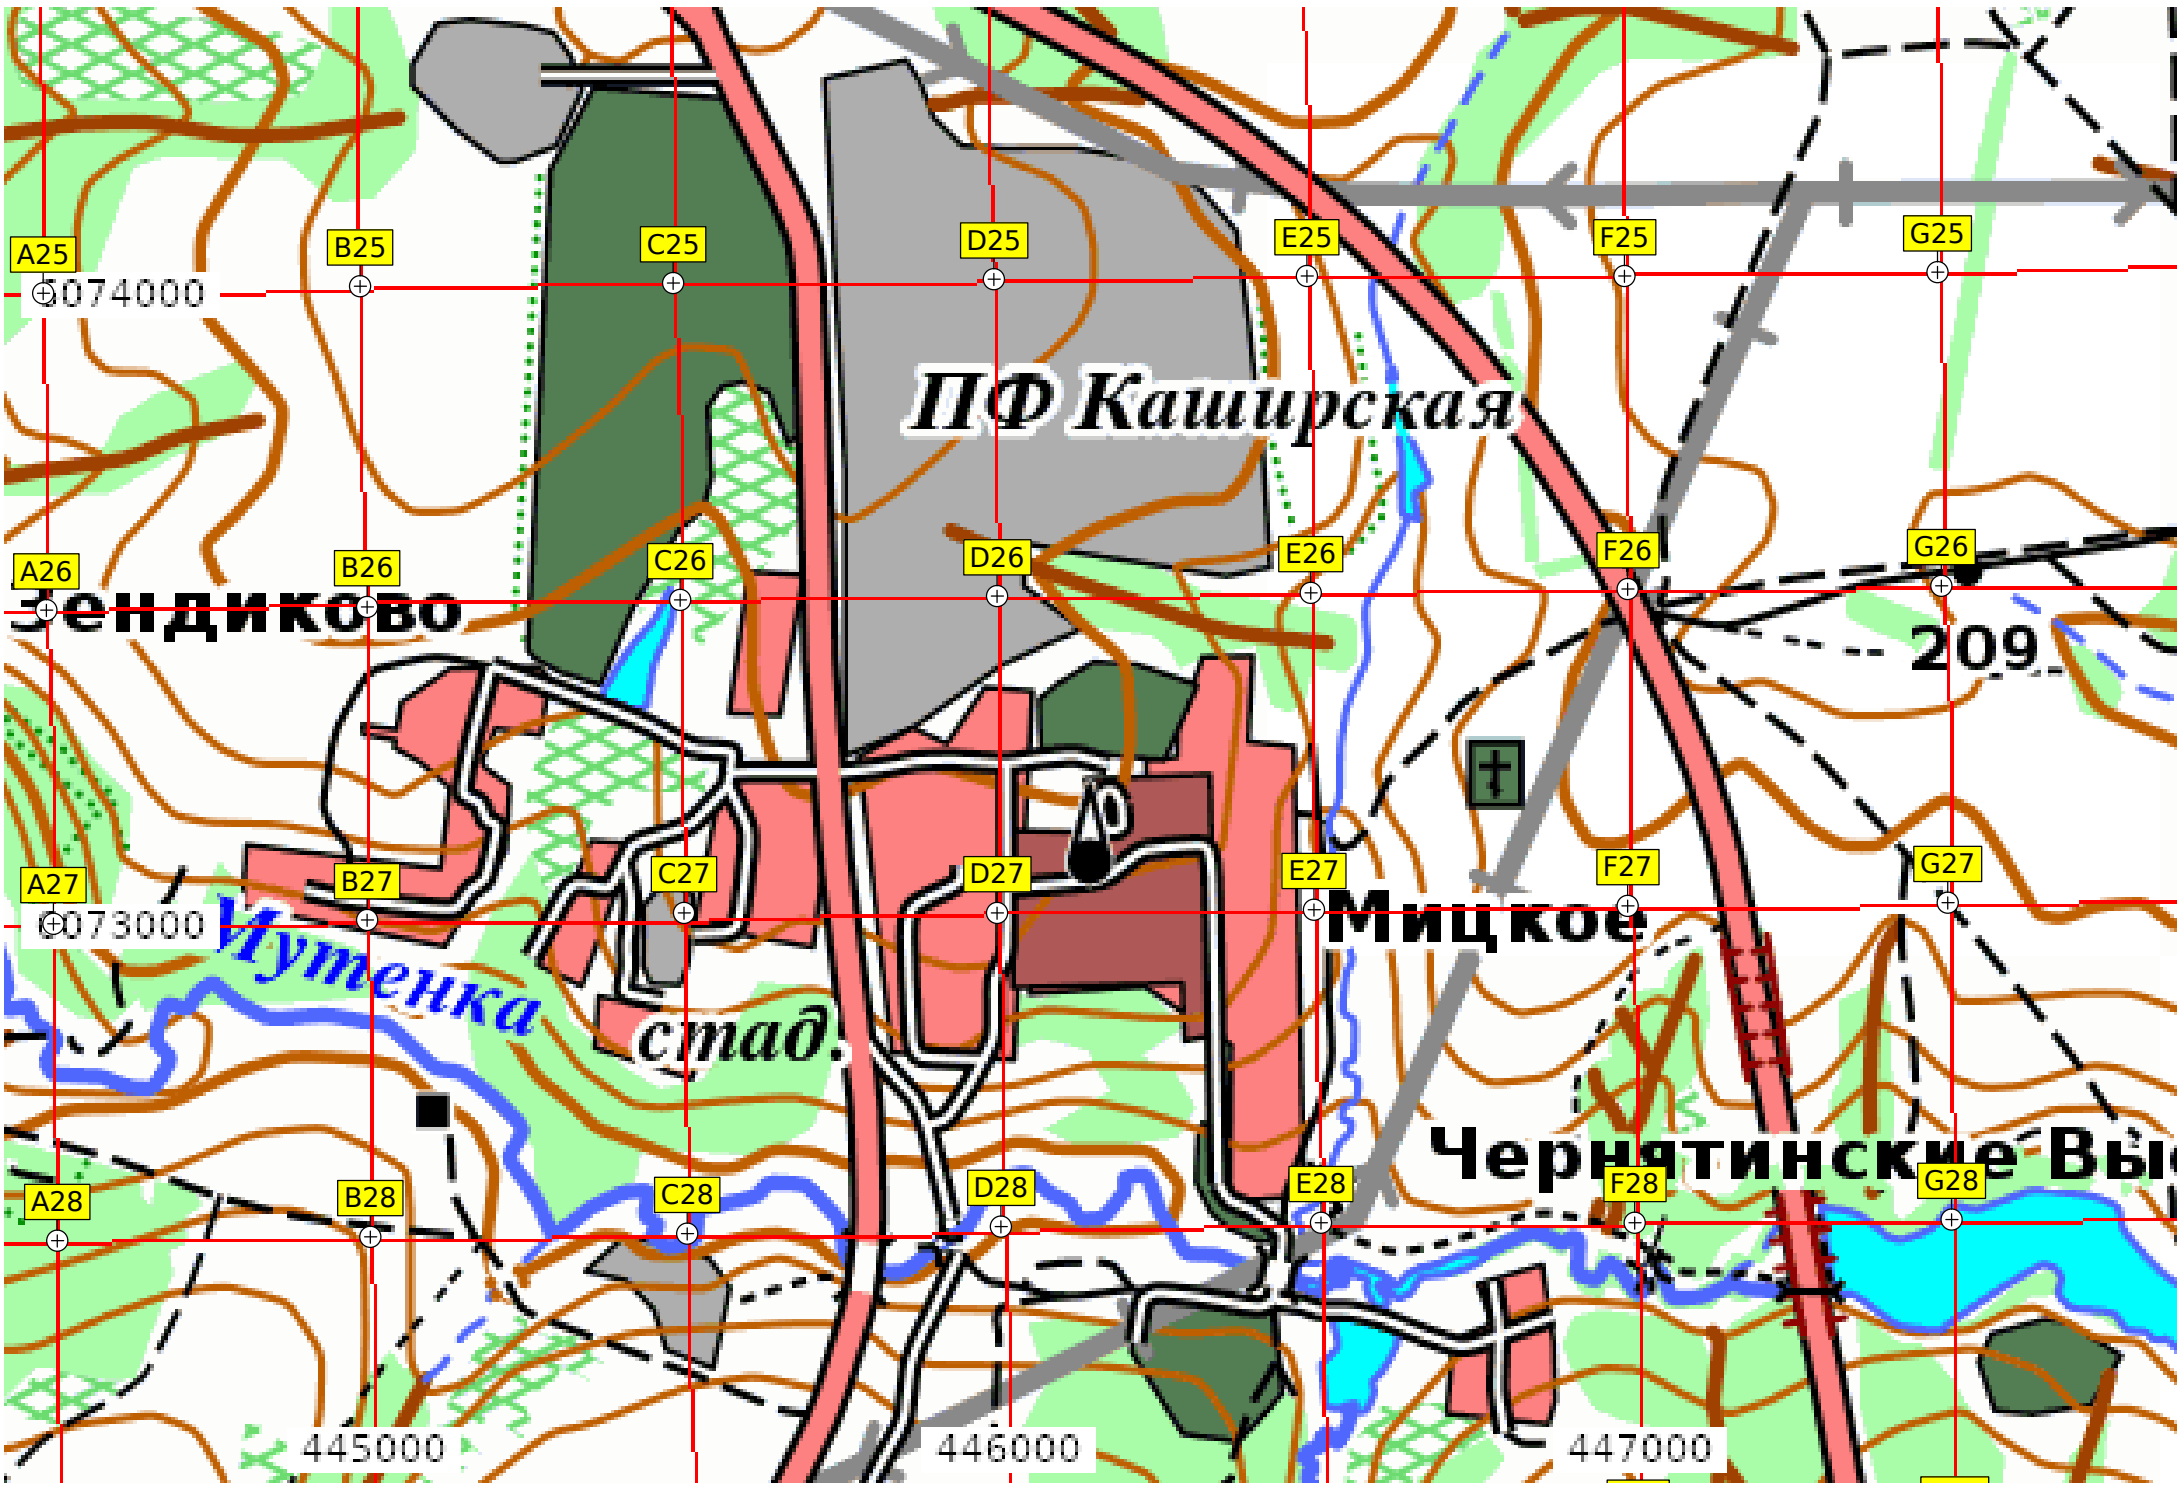 A25
B25
C25
D25
E25
F25
G25
6074000
ПФ Каширская
A26
B26
C26
D26
E26
F26
G26
Зендиково
209
A27
B27
C27
D27
E27
F27
G27
6073000
Мутенка
Мицкое
стад.
Чернятинские Выс
A28
B28
C28
D28
E28
F28
G28
445000
446000
447000